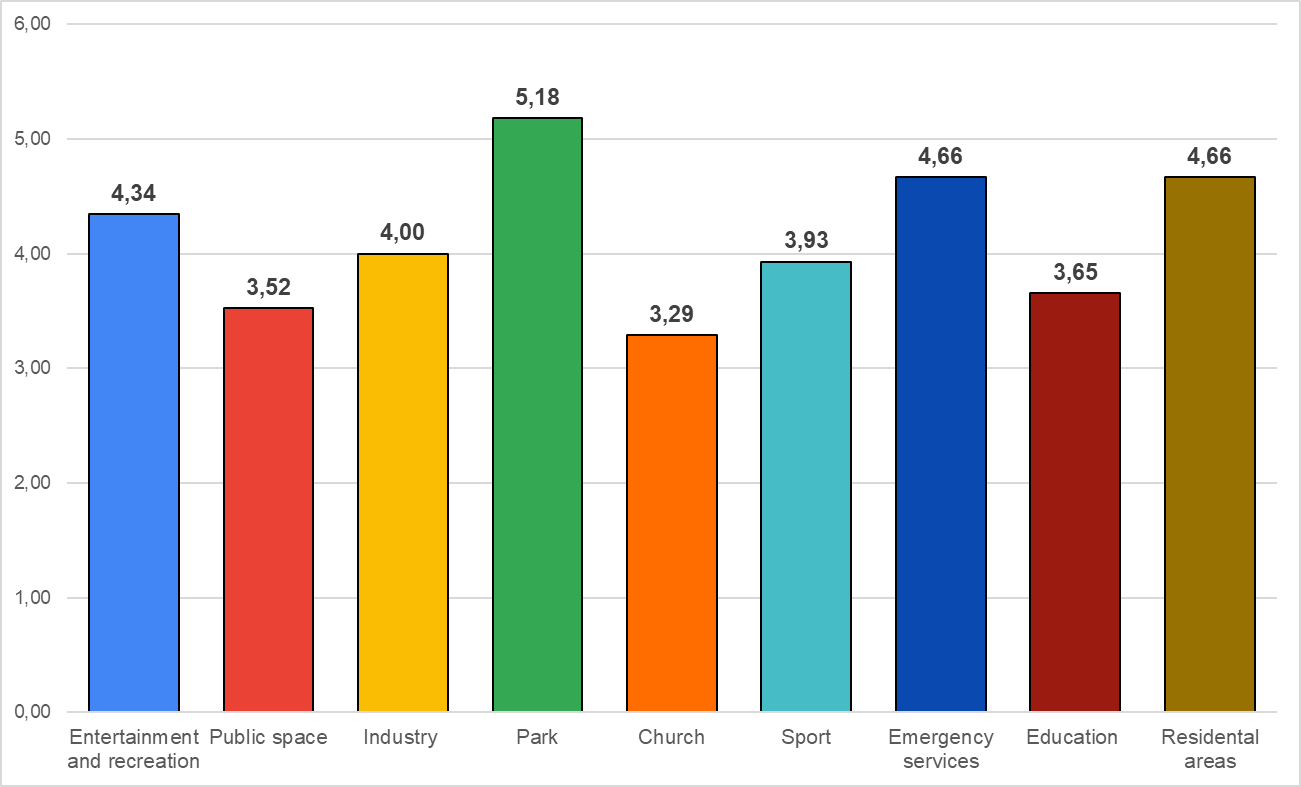 6,00
5,00
4,00
3,00
2,00
1,00
0,00
4,34
3,52
4,00
5,18
3,29
3,93
4,66
3,65
4,66
Entertainment
and recreation
Public space
Industry
Park
Church
Sport
Emergency
services
Education
Residental
areas